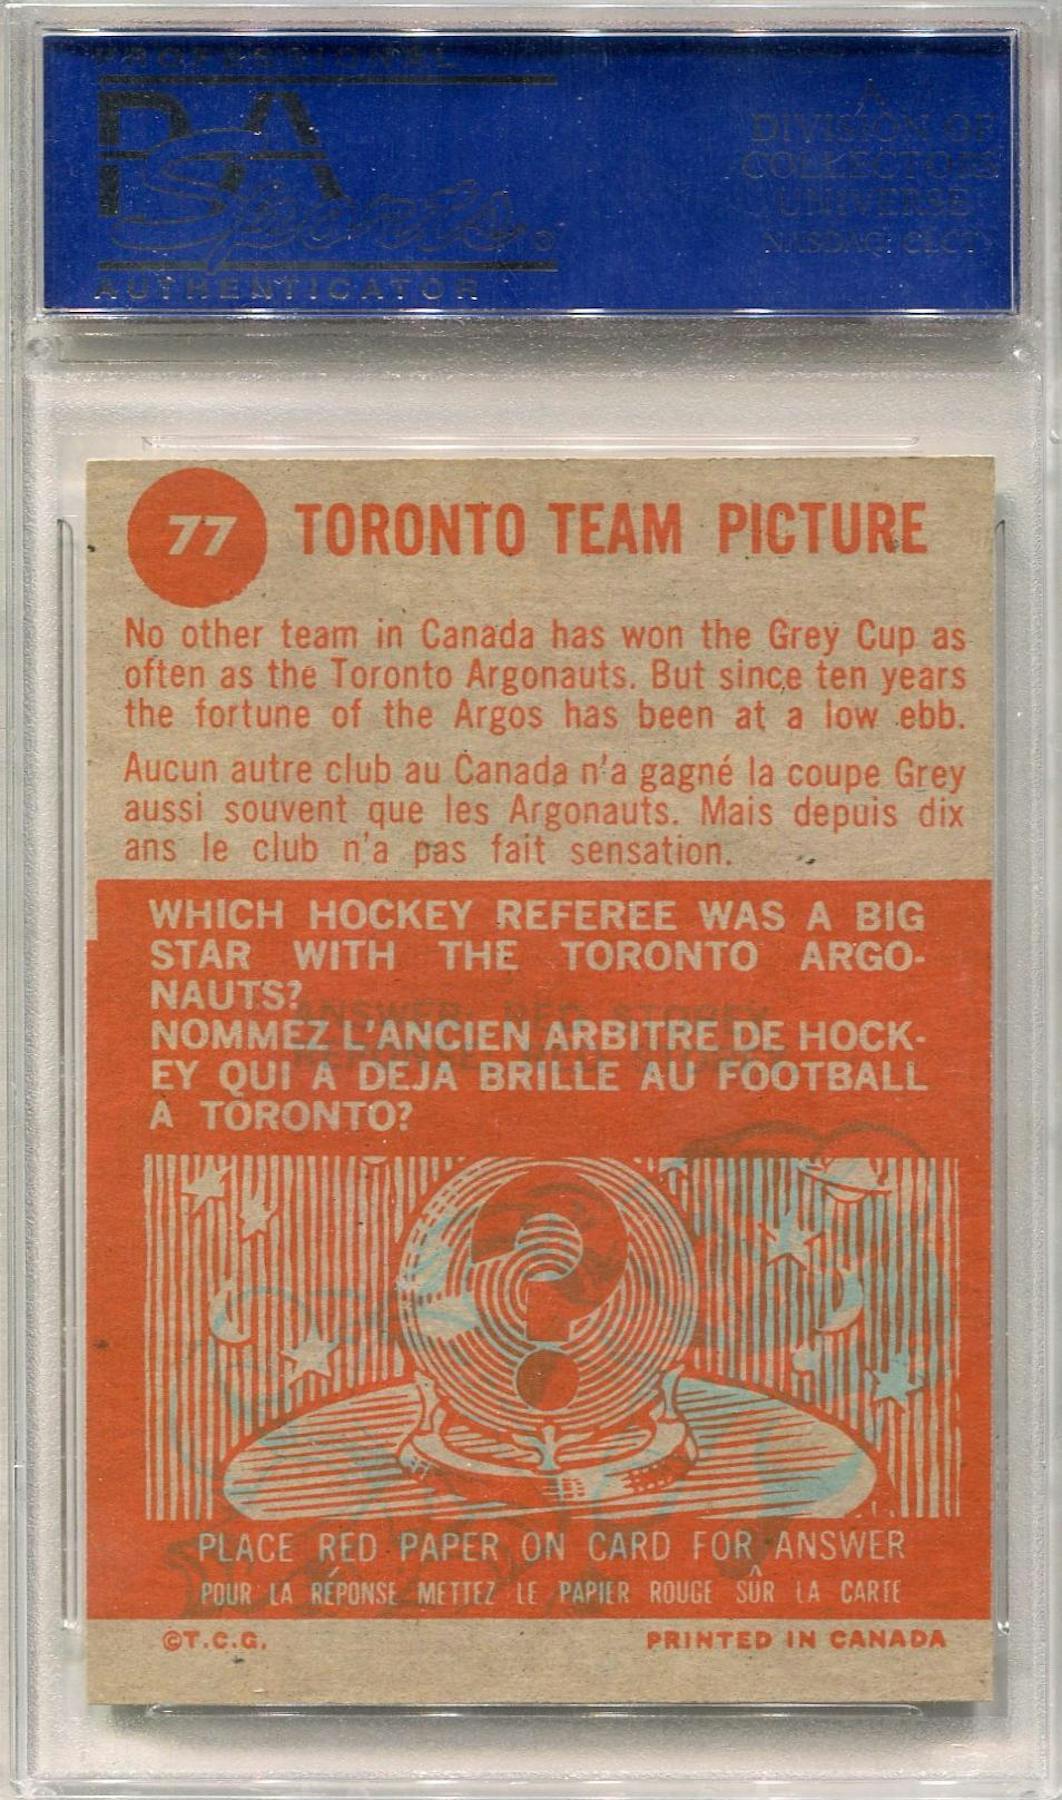 PROFESSIONAL
PSA
Sports
AUTHENTICATOR
A
DIVISION OF
COLLECTORS
UNIVERSE
NASDAQ: CLCT
77 TORONTO TEAM PICTURE
No other team in Canada has won the Grey Cup as
often as the Toronto Argonauts. But since ten years
the fortune of the Argos has been at a low ebb.
Aucun autre club au Canada n'a gagné la coupe Grey
aussi souvent que les Argonauts. Mais depuis dix
ans le club n'a pas fait sensation.
WHICH HOCKEY REFEREE WAS A BIG
STAR WITH THE TORONTO ARGO-
NAUTS?
ANSWER: RED STOREY
NOMMEZ L'ANCIEN ARBITRE DE HOCK-
EY QUI A DEJA BRILLE AU FOOTBALL
A TORONTO?
?
PLACE RED PAPER ON CARD FOR ANSWER
POUR LA RÉPONSE METTEZ LE PAPIER ROUGE SÛR LA CARTE
©T.C.G. PRINTED IN CANADA